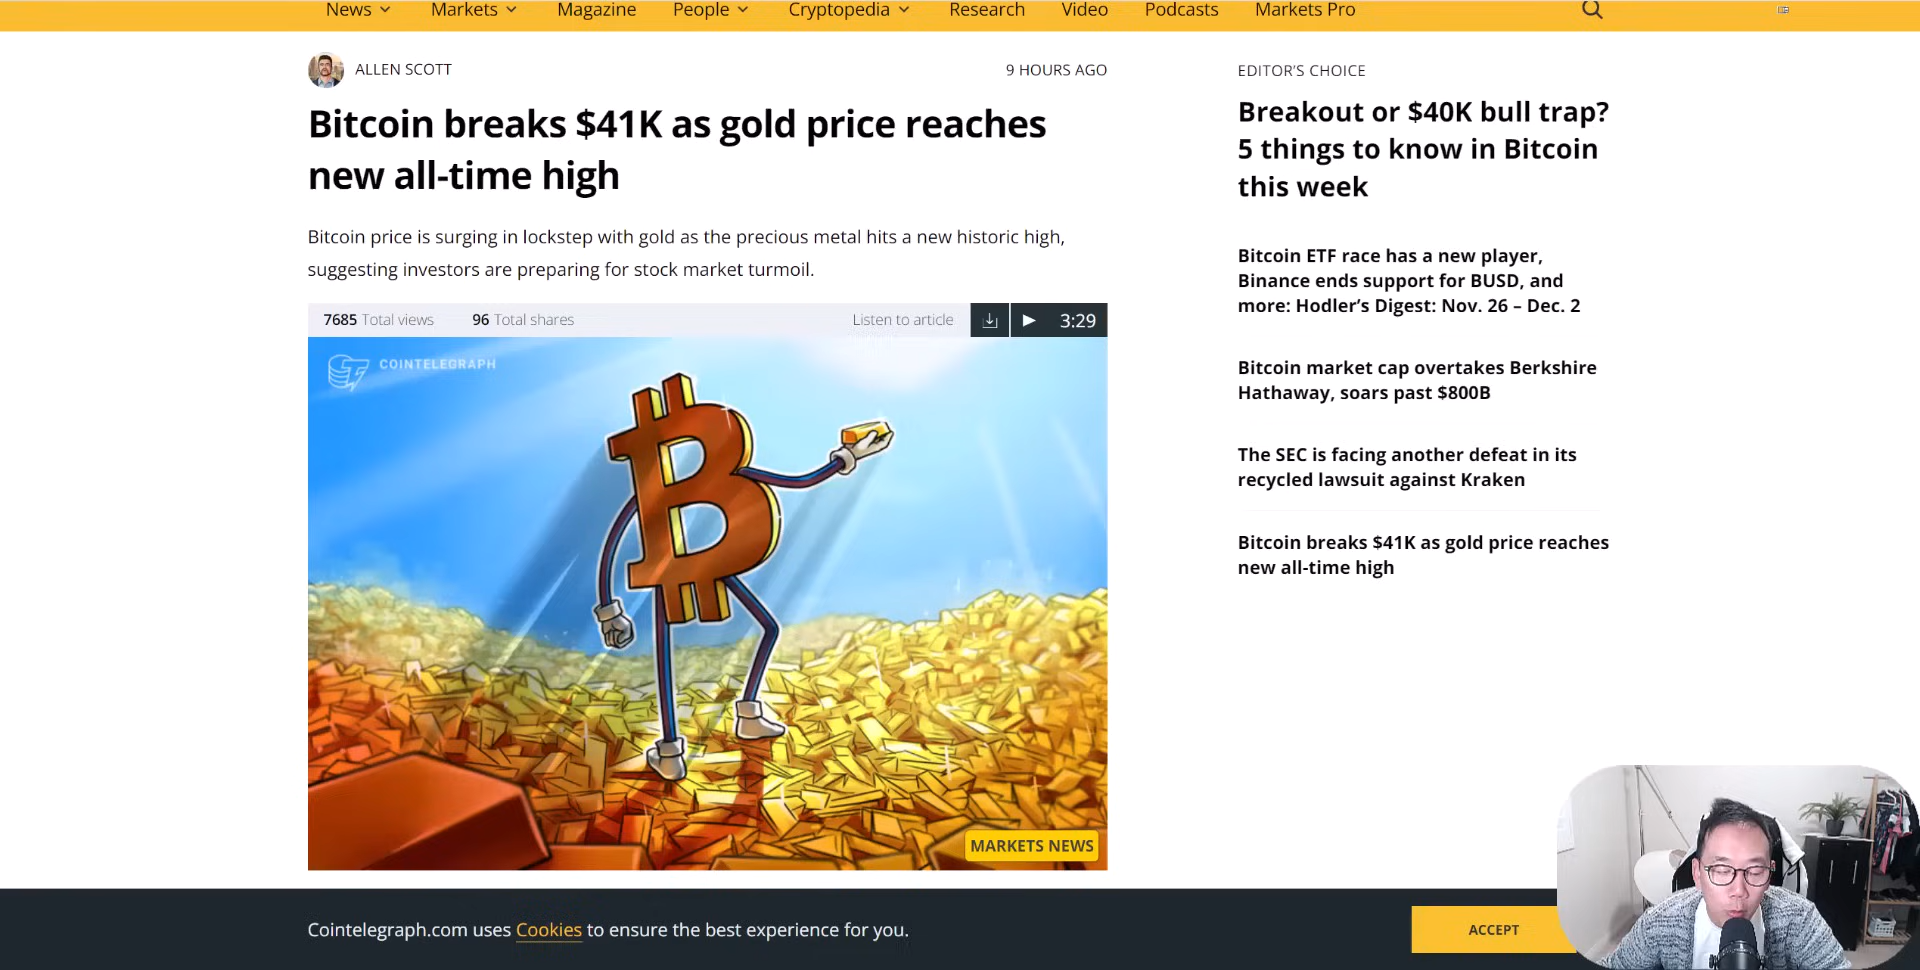 News Markets Magazine People Cryptopedia Research Video Podcasts Markets Pro
ALLEN SCOTT
9 HOURS AGO
Bitcoin breaks $41K as gold price reaches
new all-time high
Bitcoin price is surging in lockstep with gold as the precious metal hits a new historic high,
suggesting investors are preparing for stock market turmoil.
7685 Total views 96 Total shares Listen to article 3:29
COINTELEGRAPH
MARKETS NEWS
EDITOR'S CHOICE
Breakout or $40K bull trap?
5 things to know in Bitcoin
this week
Bitcoin ETF race has a new player,
Binance ends support for BUSD, and
more: Hodler's Digest: Nov. 26 – Dec. 2
Bitcoin market cap overtakes Berkshire
Hathaway, soars past $800B
The SEC is facing another defeat in its
recycled lawsuit against Kraken
Bitcoin breaks $41K as gold price reaches
new all-time high
Cointelegraph.com uses Cookies to ensure the best experience for you.
ACCEPT